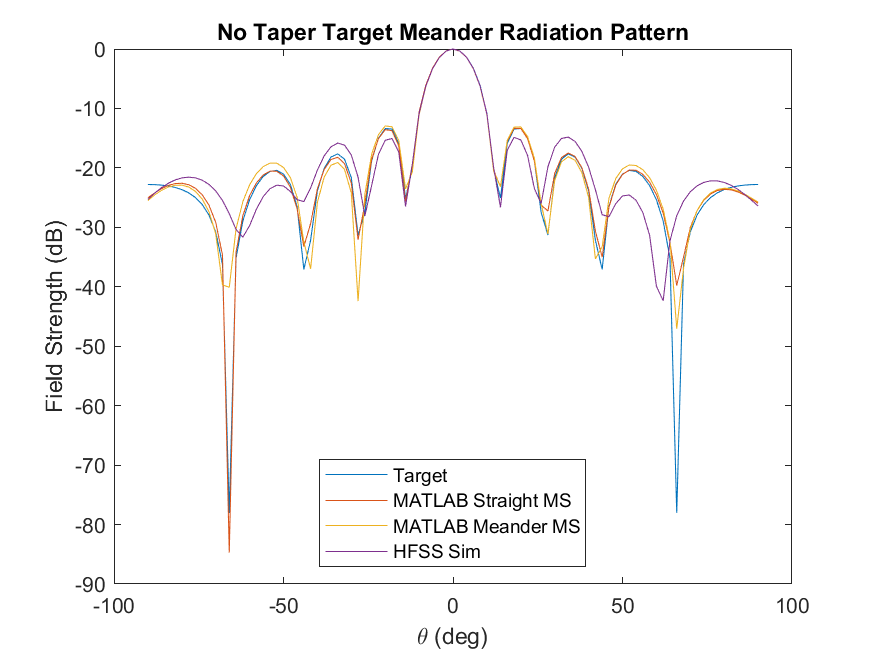 No Taper Target Meander Radiation Pattern
0
-10
-20
-30
-40
-50
-60
-70
-80
-90
Field Strength (dB)
Target
MATLAB Straight MS
MATLAB Meander MS
HFSS Sim
-100
-50
0
50
100
θ (deg)